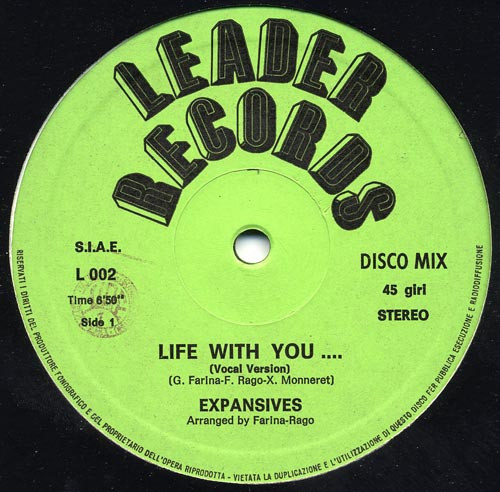 LEADER
RECORDS
S.I.A.E.
L 002
Time 6'50"
Side 1
DISCO MIX
45 giri
STEREO
LIFE WITH YOU ....
(Vocal Version)
(G. Farina-F. Rago-X. Monneret)
EXPANSIVES
Arranged by Farina-Rago
RISERVATI I DIRITTI DEL PRODUTTORE FONOGRAFICO E DEL PROPRIETARIO DELL'OPERA RIPRODOTTA - VIETATA LA DUPLICAZIONE E L'UTILIZZAZIONE DI QUESTO DISCO PER PUBBLICA ESECUZIONE E RADIODIFFUSIONE